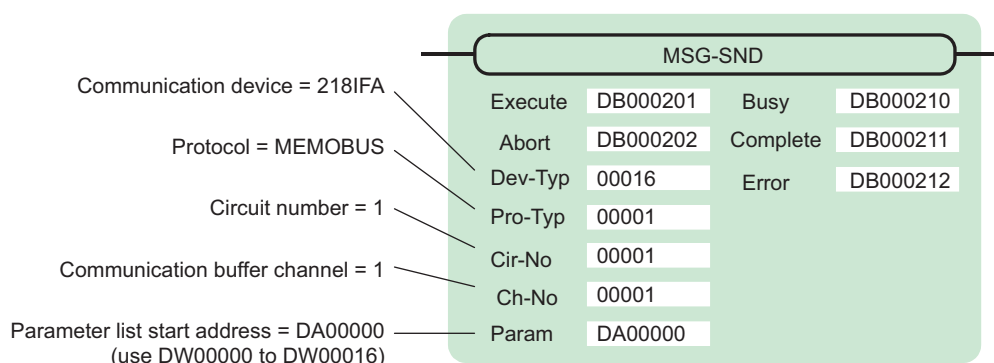 MSG-SND
Communication device = 218IFA
Execute DB000201 Busy DB000210
Abort DB000202 Complete DB000211
Protocol = MEMOBUS
Dev-Typ 00016 Error DB000212
Circuit number = 1
Pro-Typ 00001
Cir-No 00001
Communication buffer channel = 1
Ch-No 00001
Parameter list start address = DA00000
Param DA00000
(use DW00000 to DW00016)